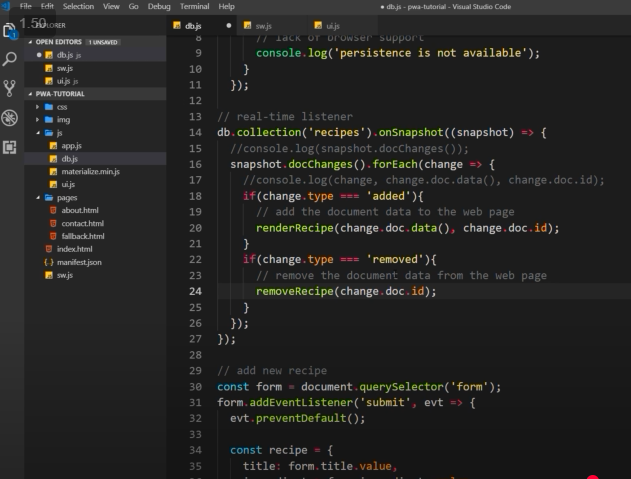 File Edit Selection View Go Debug Terminal Help
• db.js - pwa-tutorial - Visual Studio Code
1.50
EXPLORER
OPEN EDITORS 1 UNSAVED
db.js js
sw.js
ui.js js
PWA-TUTORIAL
css
img
js
app.js
db.js
materialize.min.js
ui.js
pages
about.html
contact.html
fallback.html
index.html
{..} manifest.json
sw.js
db.js sw.js ui.js
8 // lack of browser support
9 console.log('persistence is not available');
10 }
11 });
12
13 // real-time listener
14 db.collection('recipes').onSnapshot((snapshot) => {
15 //console.log(snapshot.docChanges());
16 snapshot.docChanges().forEach(change => {
17 //console.log(change, change.doc.data(), change.doc.id);
18 if(change.type === 'added'){
19 // add the document data to the web page
20 renderRecipe(change.doc.data(), change.doc.id);
21 }
22 if(change.type === 'removed'){
23 // remove the document data from the web page
24 removeRecipe(change.doc.id);
25 }
26 });
27 });
28
29 // add new recipe
30 const form = document.querySelector('form');
31 form.addEventListener('submit', evt => {
32 evt.preventDefault();
33
34 const recipe = {
35 title: form.title.value,